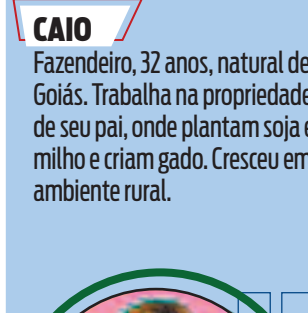 CAIO
Fazendeiro, 32 anos, natural de
Goiás. Trabalha na propriedade
de seu pai, onde plantam soja e
milho e criam gado. Cresceu em
ambiente rural.